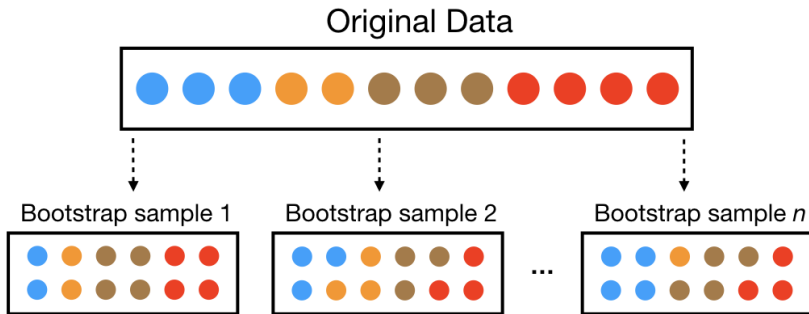 Original Data
Bootstrap sample 1
Bootstrap sample 2
Bootstrap sample n
...